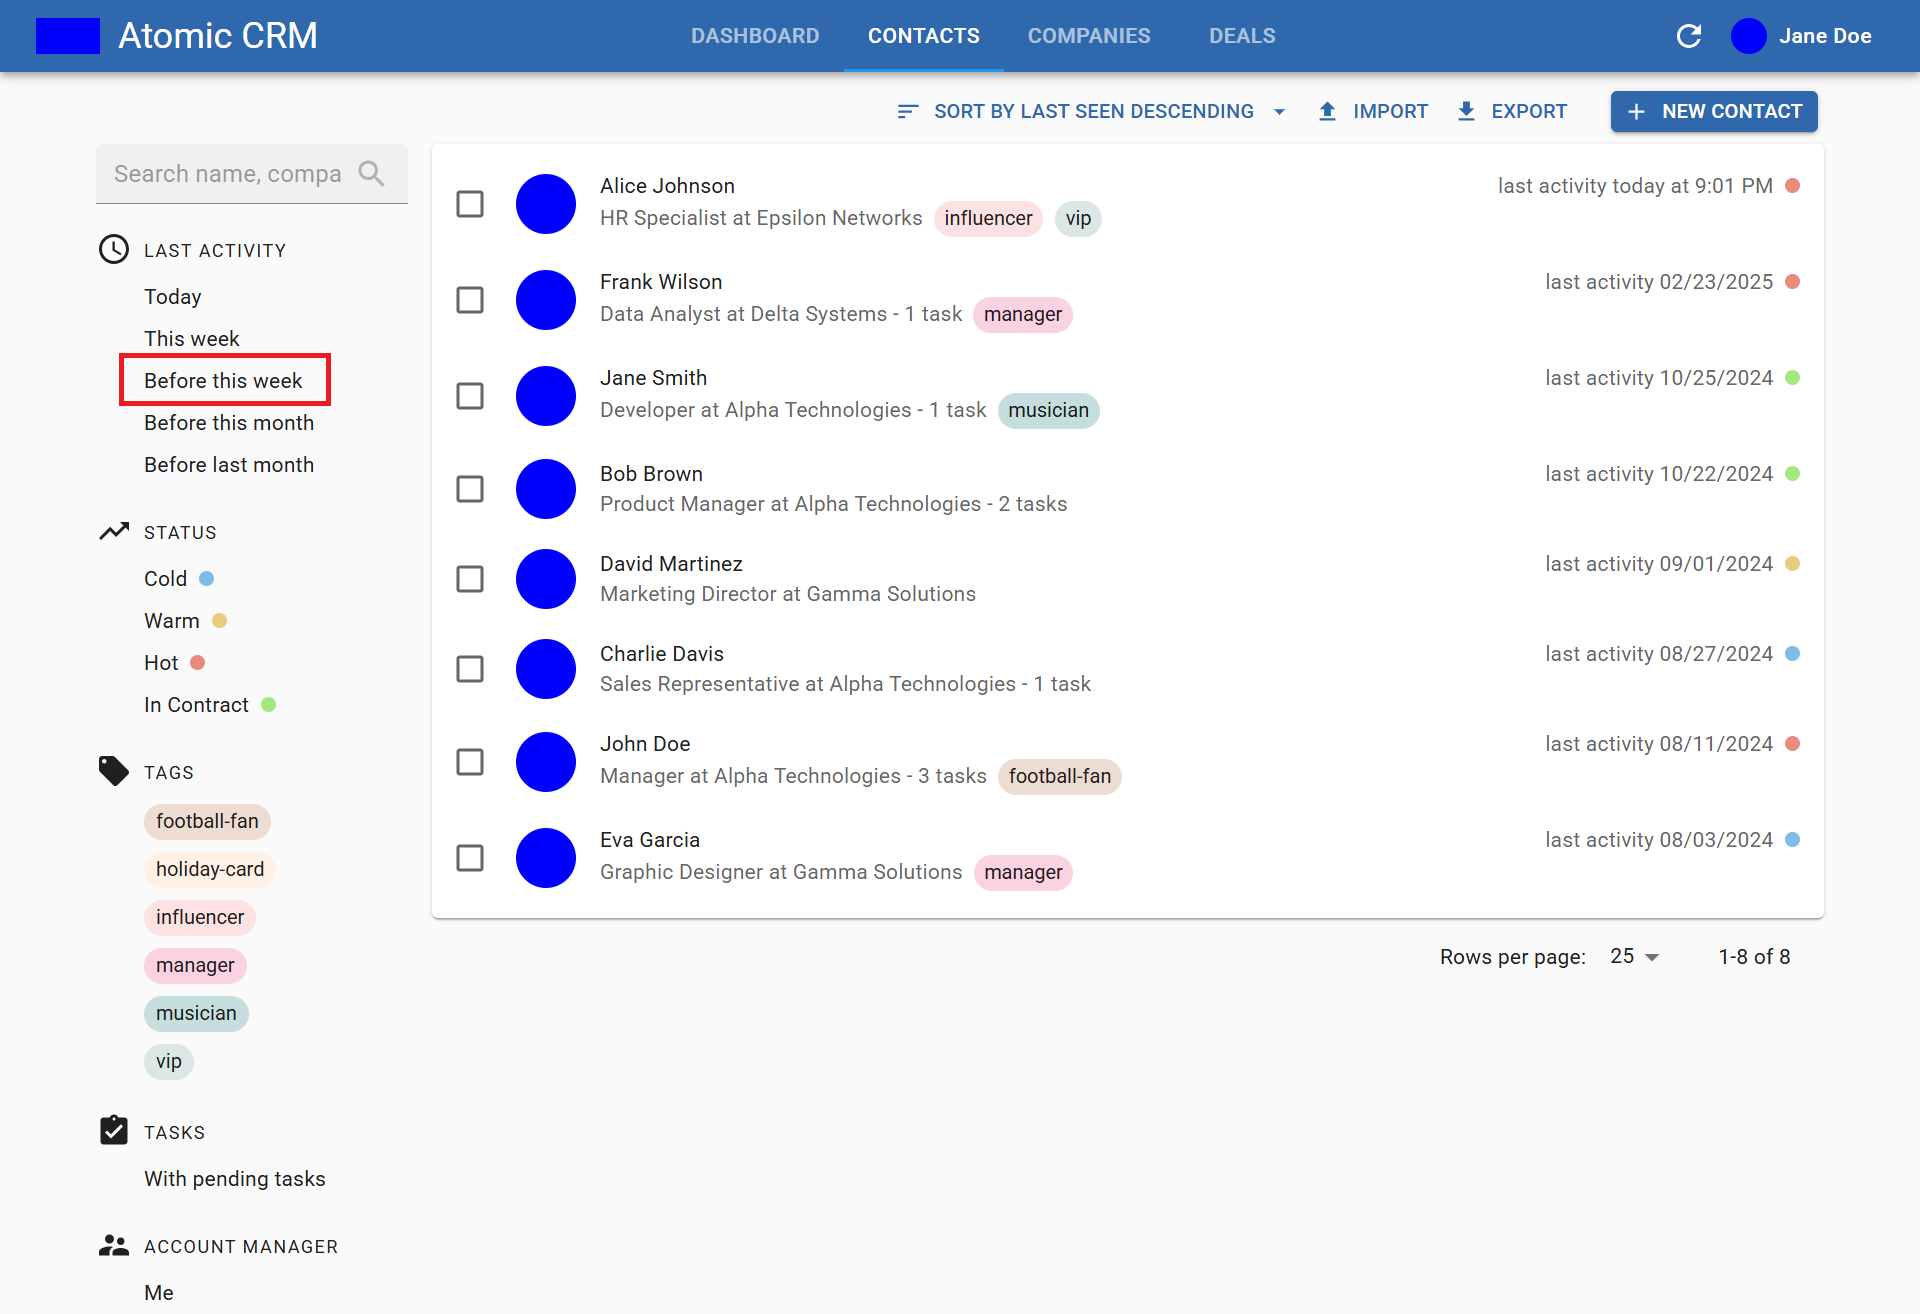 Atomic CRM
DASHBOARD
CONTACTS
COMPANIES
DEALS
Jane Doe
SORT BY LAST SEEN DESCENDING
IMPORT
EXPORT
NEW CONTACT
Search name, compa
LAST ACTIVITY
Today
This week
Before this week
Before this month
Before last month
STATUS
Cold
Warm
Hot
In Contract
TAGS
football-fan
holiday-card
influencer
manager
musician
vip
TASKS
With pending tasks
ACCOUNT MANAGER
Me
Alice Johnson
last activity today at 9:01 PM
HR Specialist at Epsilon Networks influencer vip
Frank Wilson
last activity 02/23/2025
Data Analyst at Delta Systems - 1 task manager
Jane Smith
last activity 10/25/2024
Developer at Alpha Technologies - 1 task musician
Bob Brown
last activity 10/22/2024
Product Manager at Alpha Technologies - 2 tasks
David Martinez
last activity 09/01/2024
Marketing Director at Gamma Solutions
Charlie Davis
last activity 08/27/2024
Sales Representative at Alpha Technologies - 1 task
John Doe
last activity 08/11/2024
Manager at Alpha Technologies - 3 tasks football-fan
Eva Garcia
last activity 08/03/2024
Graphic Designer at Gamma Solutions manager
Rows per page: 25 1-8 of 8